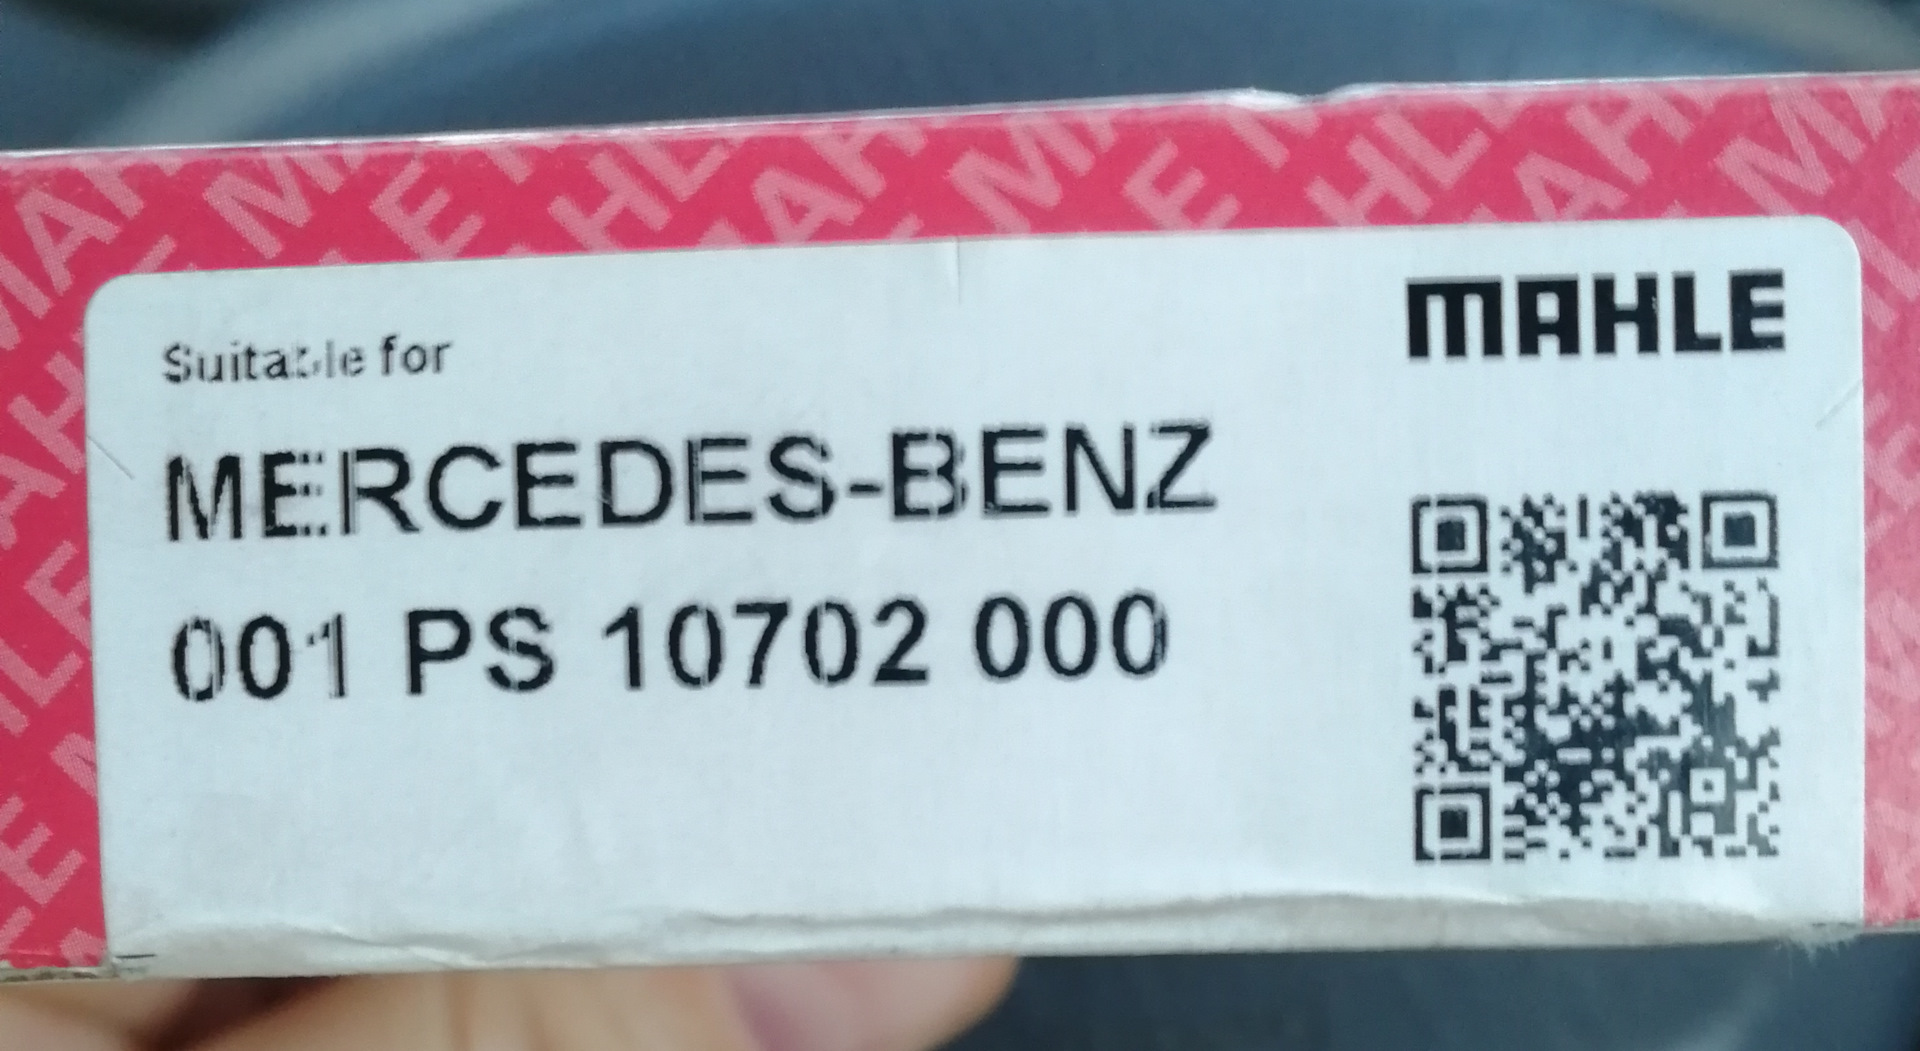 MAHLE
Suitable for
MERCEDES-BENZ
001 PS 10702 000